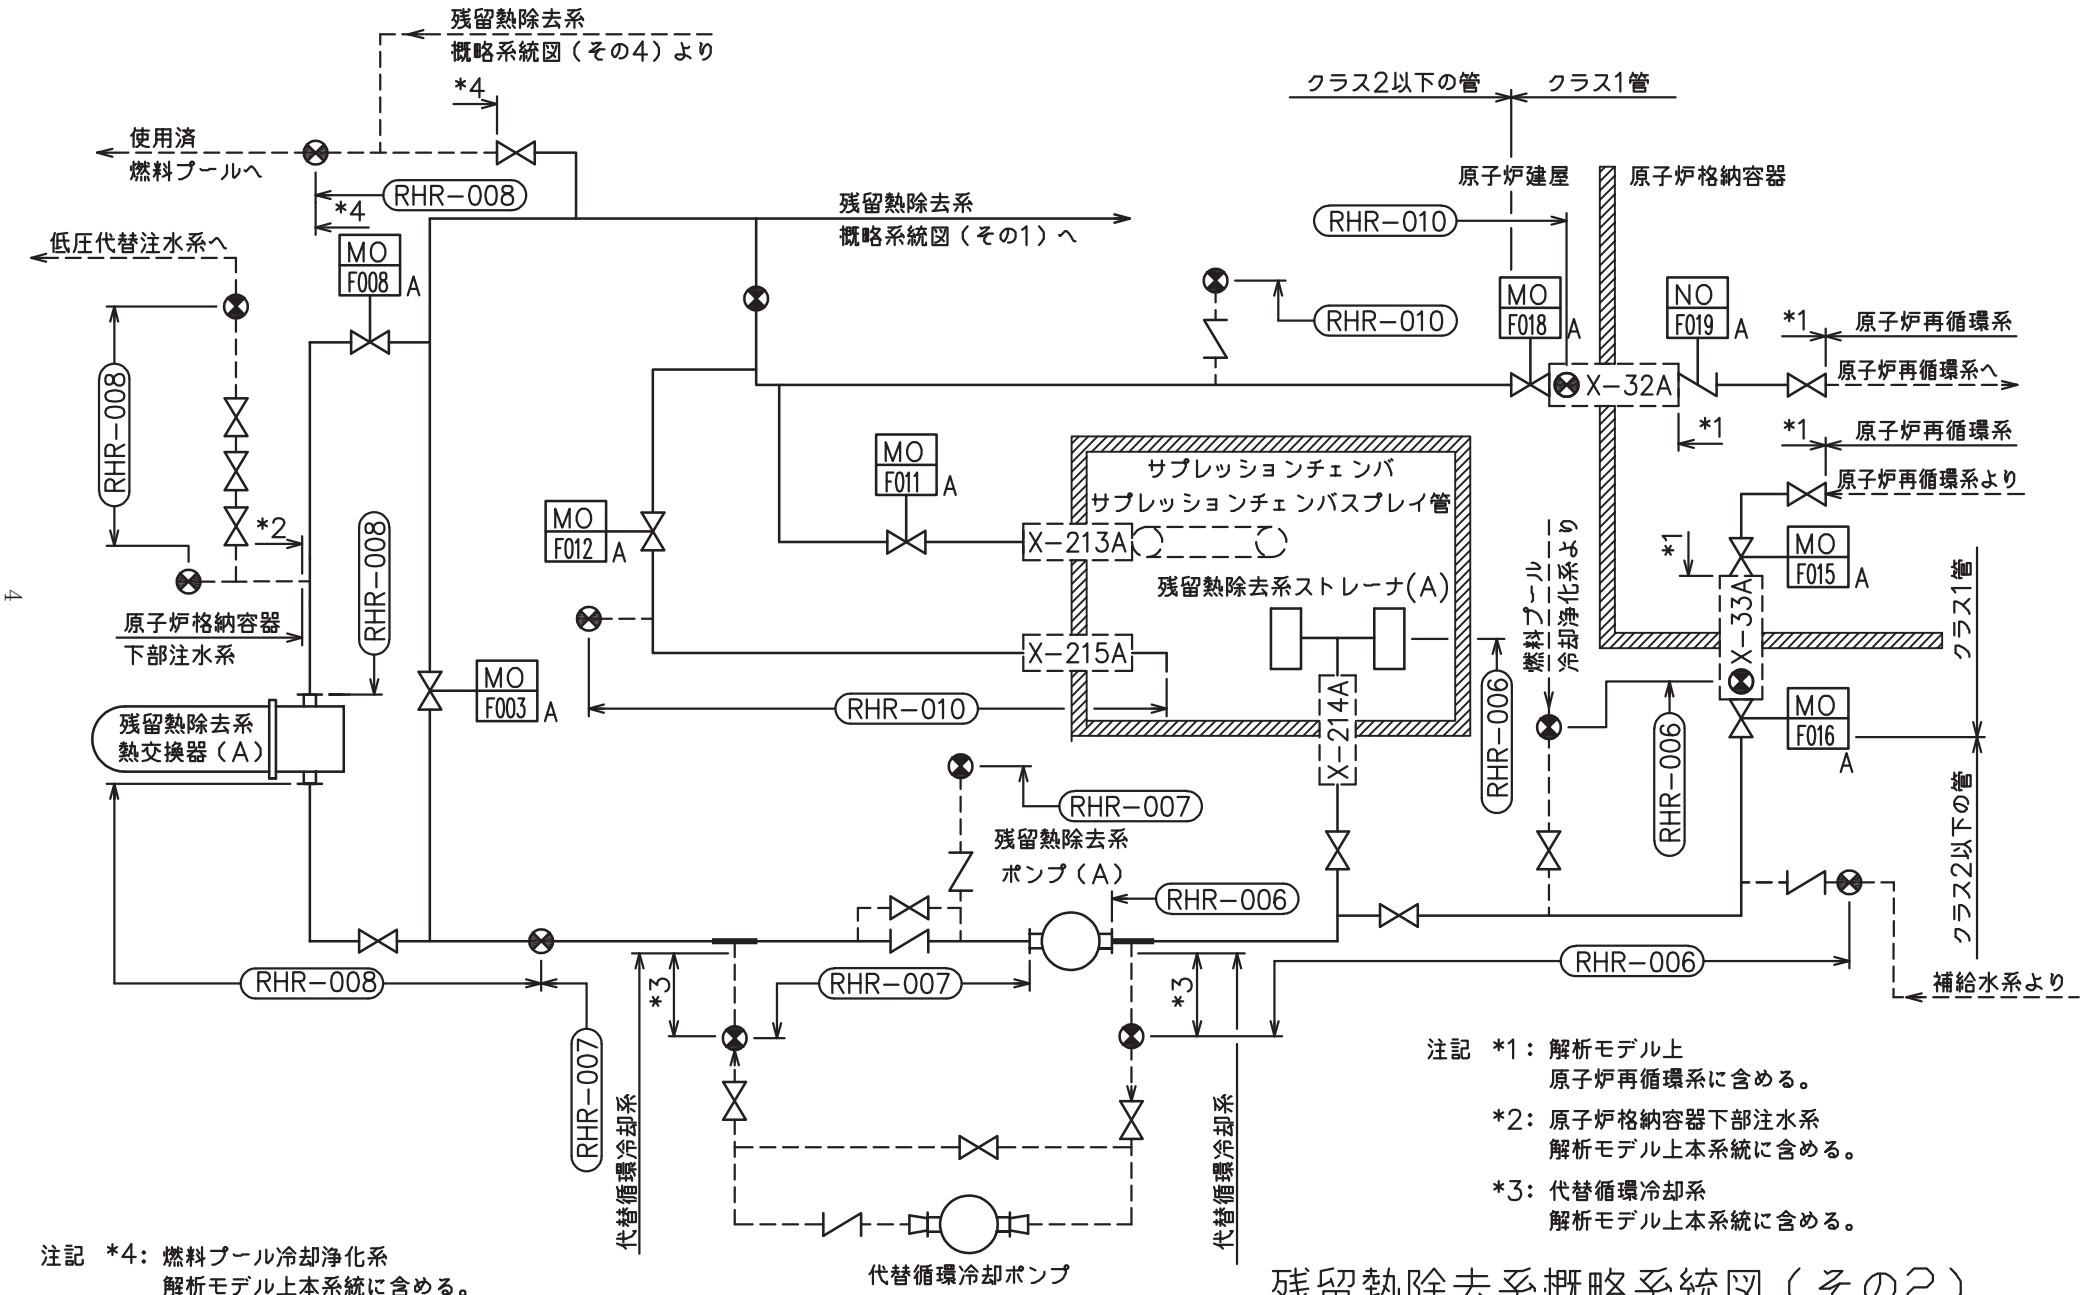 残留熱除去系
概略系統図（その4）より
*4
使用済
燃料プールへ
RHR-008
*4
クラス2以下の管
クラス1管
原子炉建屋
原子炉格納容器
残留熱除去系
概略系統図（その1）へ
RHR-010
低圧代替注水系へ
MO
F008
A
RHR-010
MO
F018
A
NO
F019
A
*1
原子炉再循環系
原子炉再循環系へ
X-32A
*1
*1
原子炉再循環系
原子炉再循環系より
RHR-008
MO
F011
A
サプレッションチェンバ
サプレッションチェンバスプレイ管
X-213A
MO
F012
A
*2
RHR-008
残留熱除去系ストレーナ(A)
燃料プール
冷却浄化系より
*1
MO
F015
A
X-33A
クラス1管
4
原子炉格納容器
下部注水系
X-215A
MO
F003
A
RHR-010
X-214A
RHR-006
RHR-006
MO
F016
A
残留熱除去系
熱交換器（A）
RHR-007
残留熱除去系
ポンプ（A）
RHR-006
クラス2以下の管
RHR-008
*3
RHR-007
*3
RHR-006
補給水系より
RHR-007
代替循環冷却系
代替循環冷却系
注記 *1： 解析モデル上
原子炉再循環系に含める。
*2： 原子炉格納容器下部注水系
解析モデル上本系統に含める。
*3： 代替循環冷却系
解析モデル上本系統に含める。
代替循環冷却ポンプ
注記 *4： 燃料プール冷却浄化系
解析モデル上本系統に含める。
残留熱除去系概略系統図（その2）